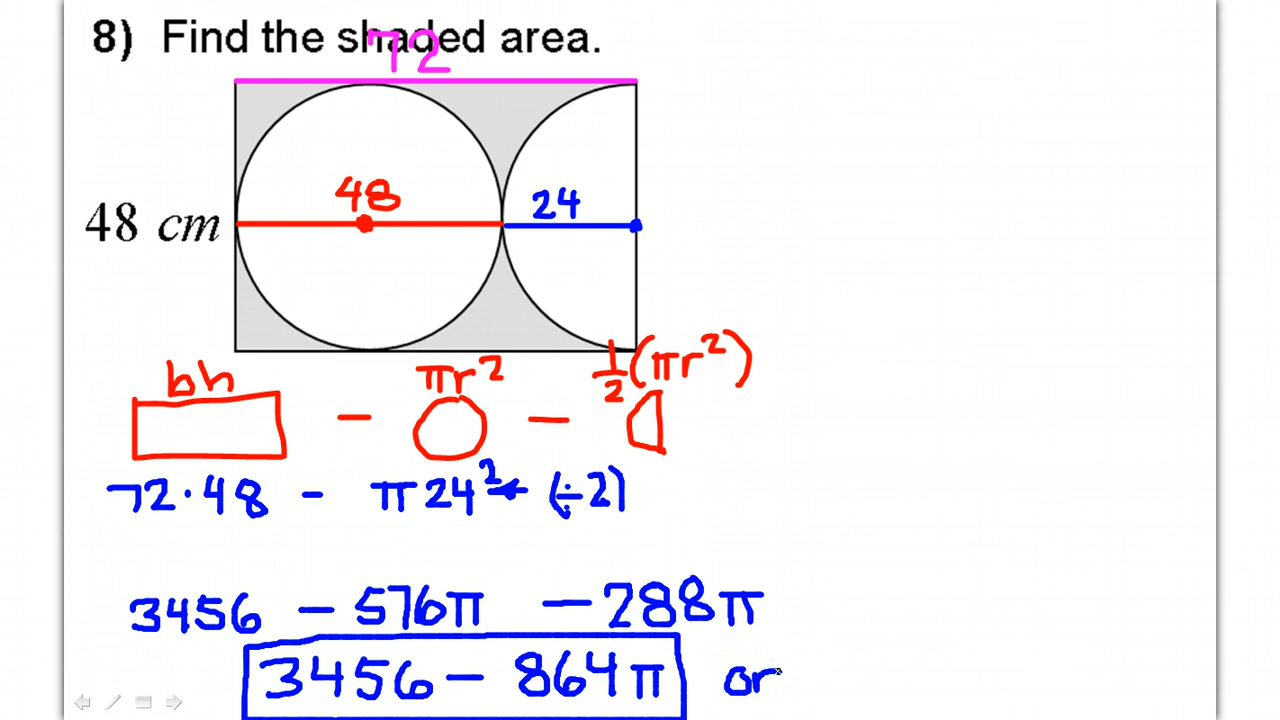 8) Find the shaded area.
72
48
24
48 cm
bh πr² ½(πr²)
− −
72·48 − π24² ← (÷2)
3456 − 576π − 288π
3456 − 864π or